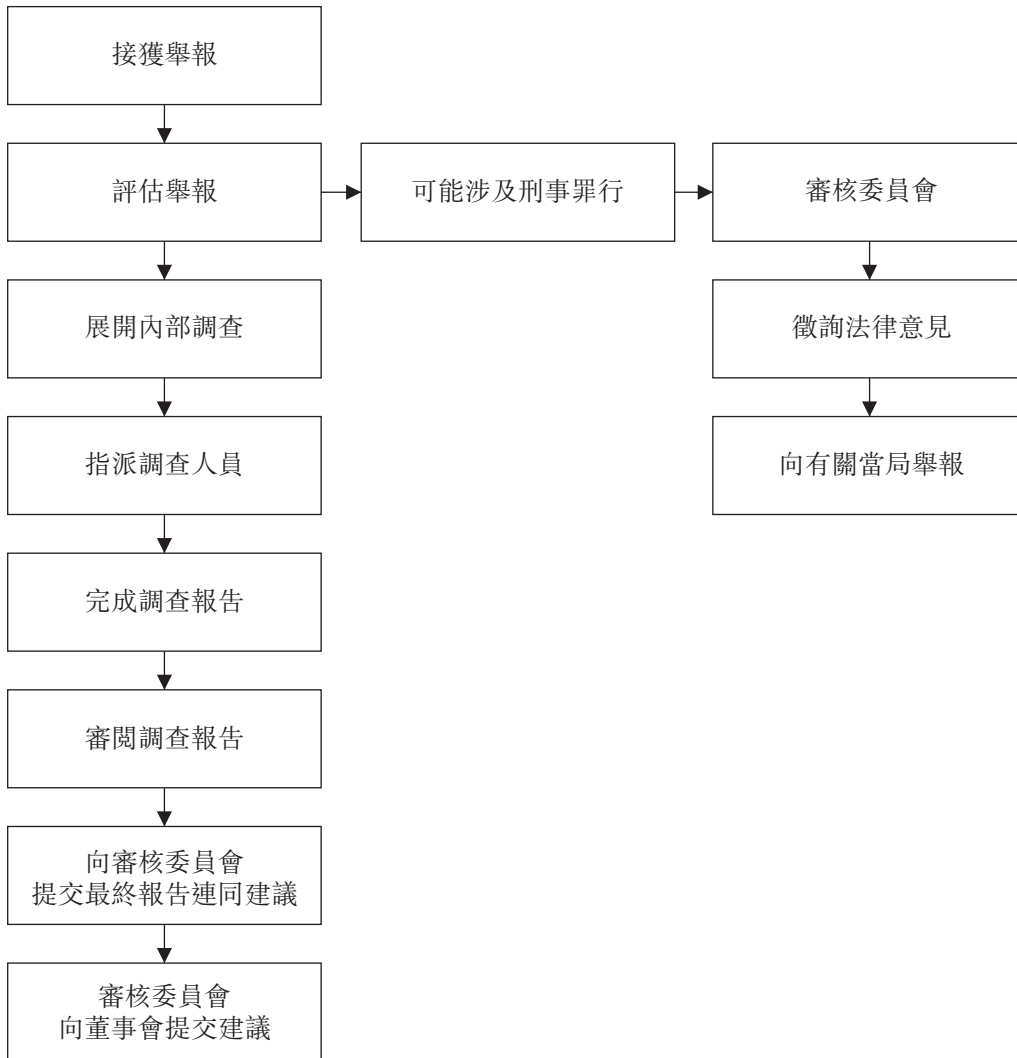 接獲舉報
評估舉報
可能涉及刑事罪行
審核委員會
展開內部調查
徵詢法律意見
指派調查人員
向有關當局舉報
完成調查報告
審閱調查報告
向審核委員會
提交最終報告連同建議
審核委員會
向董事會提交建議